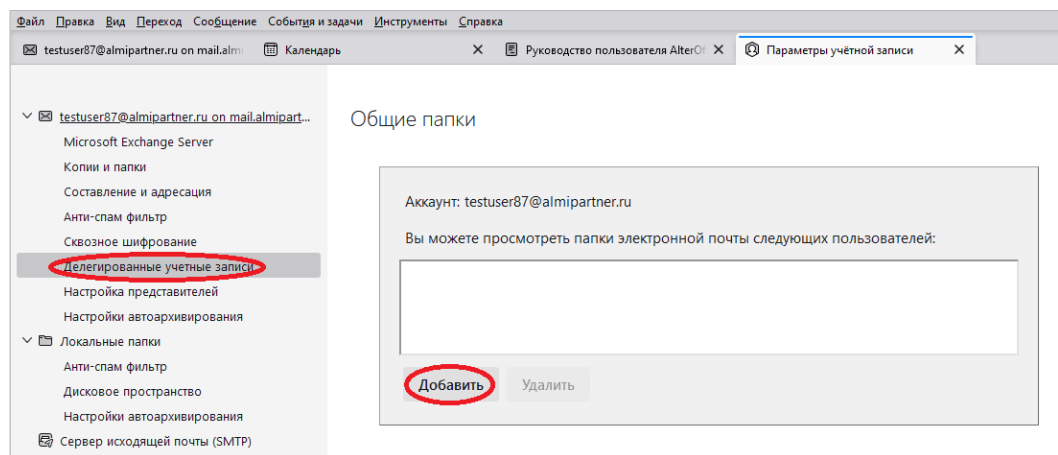 Файл Правка Вид Переход Сообщение События и задачи Инструменты Справка
testuser87@almipartner.ru on mail.alm Календарь Руководство пользователя AlterOf Параметры учётной записи
testuser87@almipartner.ru on mail.almipart...
Общие папки
Microsoft Exchange Server
Копии и папки
Составление и адресация
Аккаунт: testuser87@almipartner.ru
Анти-спам фильтр
Вы можете просмотреть папки электронной почты следующих пользователей:
Сквозное шифрование
Делегированные учетные записи
Настройка представителей
Настройки автоархивирования
Локальные папки
Анти-спам фильтр
Добавить Удалить
Дисковое пространство
Настройки автоархивирования
Сервер исходящей почты (SMTP)